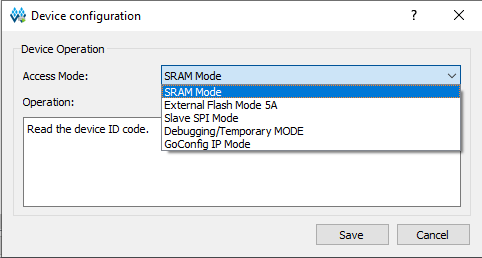 Device configuration
?
Device Operation
Access Mode:
SRAM Mode
SRAM Mode
External Flash Mode 5A
Slave SPI Mode
Debugging/Temporary MODE
GoConfig IP Mode
Operation:
Read the device ID code.
Save
Cancel